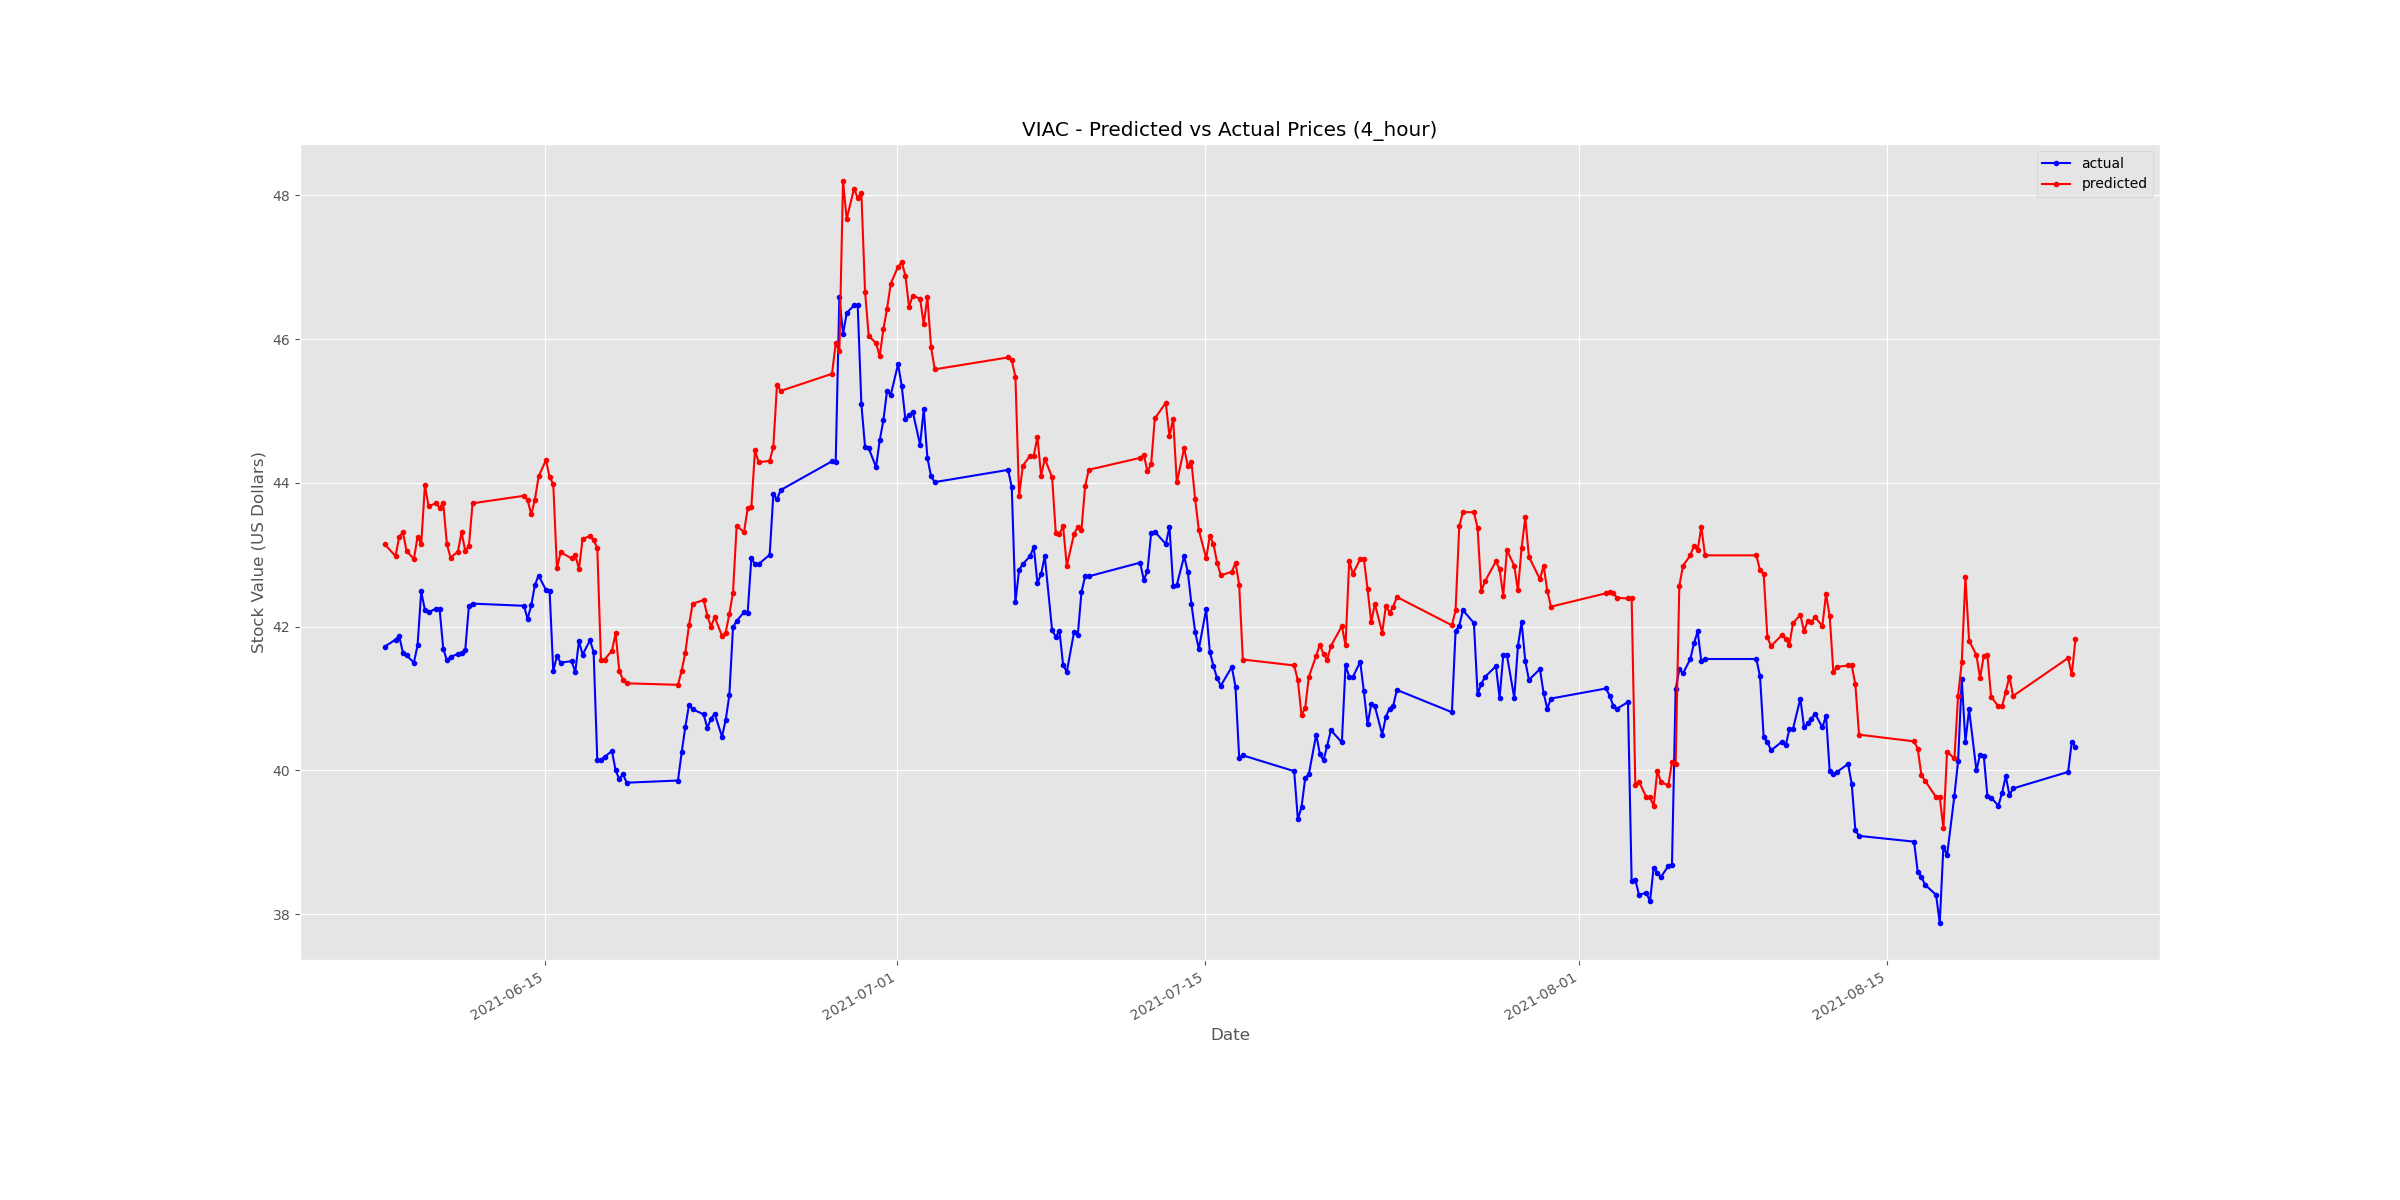 VIAC - Predicted vs Actual Prices (4_hour)
actual
predicted
Stock Value (US Dollars)
48
46
44
42
40
38
2021-06-15
2021-07-01
2021-07-15
2021-08-01
2021-08-15
Date